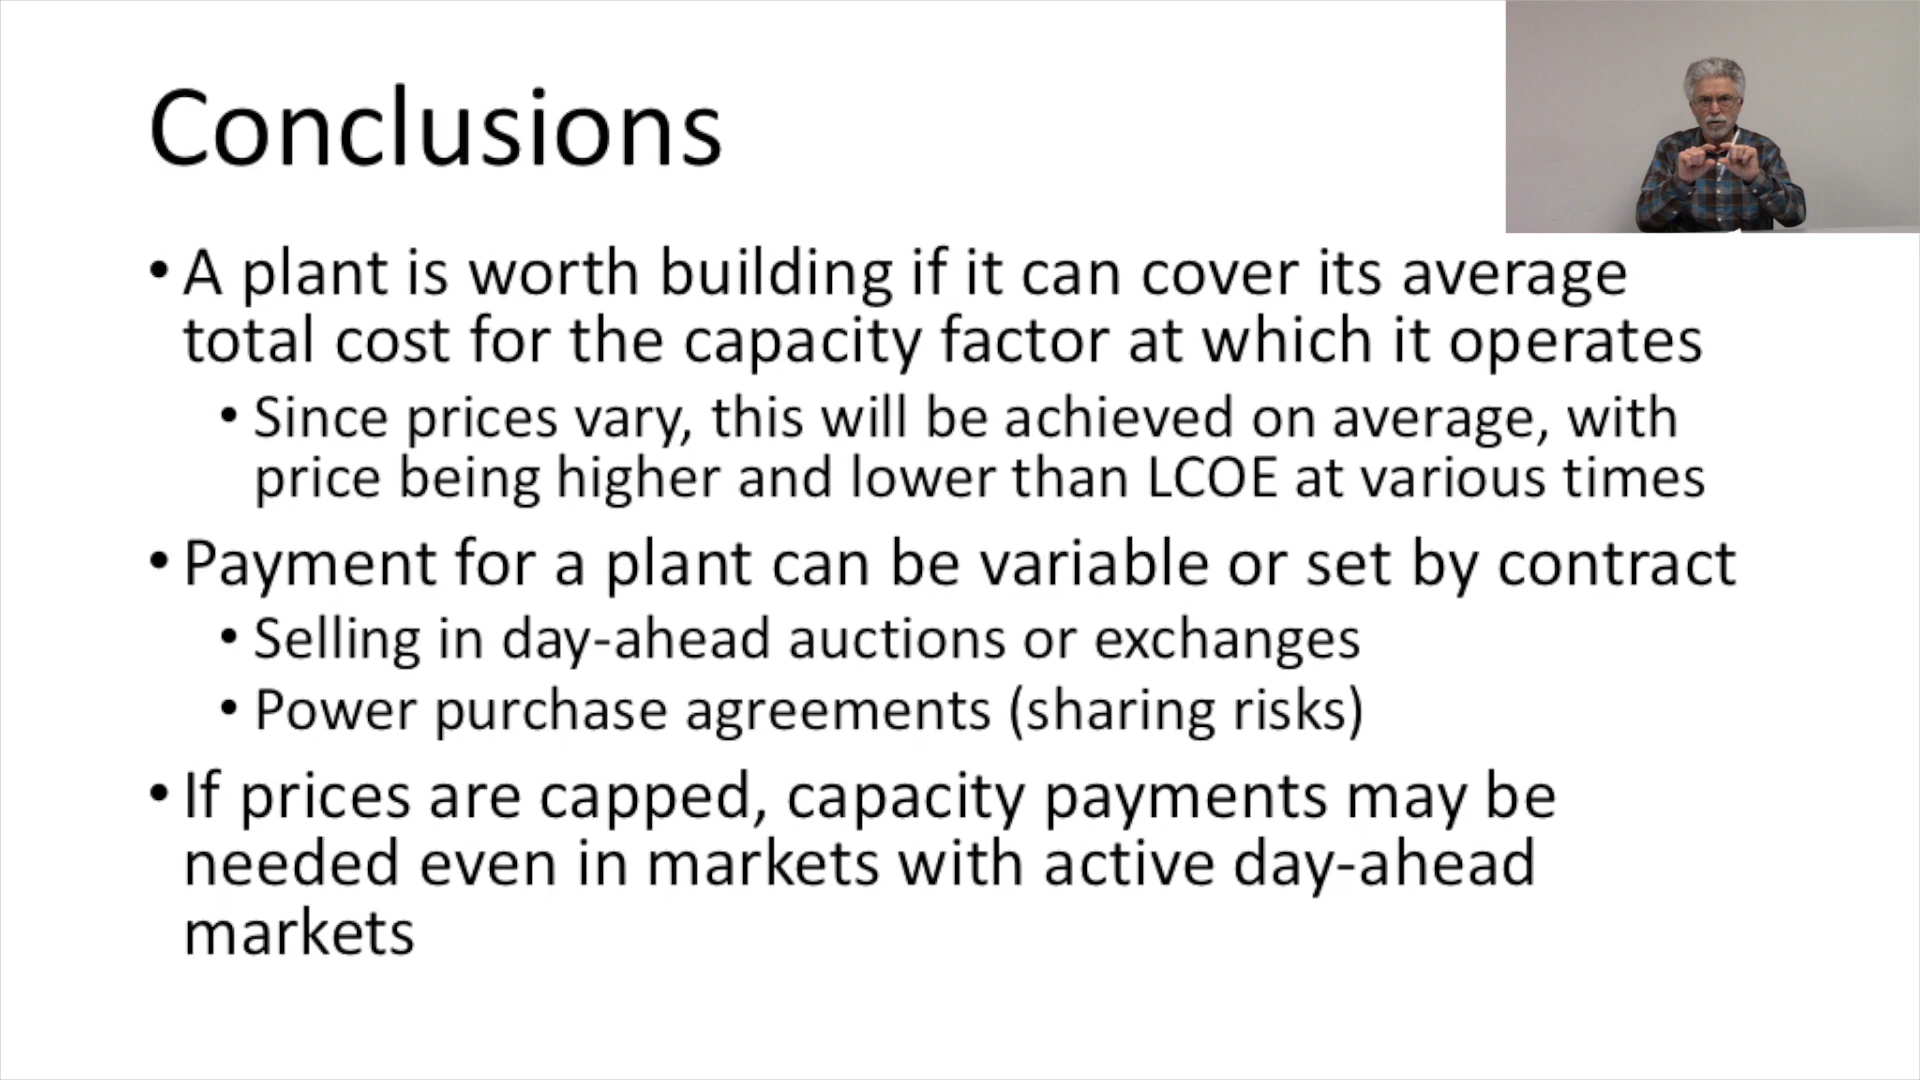 Conclusions
• A plant is worth building if it can cover its average
total cost for the capacity factor at which it operates
• Since prices vary, this will be achieved on average, with
price being higher and lower than LCOE at various times
• Payment for a plant can be variable or set by contract
• Selling in day-ahead auctions or exchanges
• Power purchase agreements (sharing risks)
• If prices are capped, capacity payments may be
needed even in markets with active day-ahead
markets